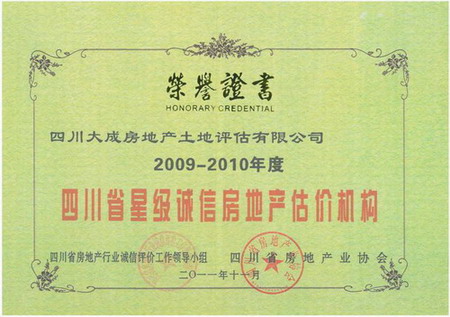 榮譽證書
HONORARY CREDENTIAL
四川大成房地产土地评估有限公司
2009-2010年度
四川省星级诚信房地产估价机构
四川省房地产行业诚信评价工作领导小组 四川省房地产业协会
二〇一一年十一月